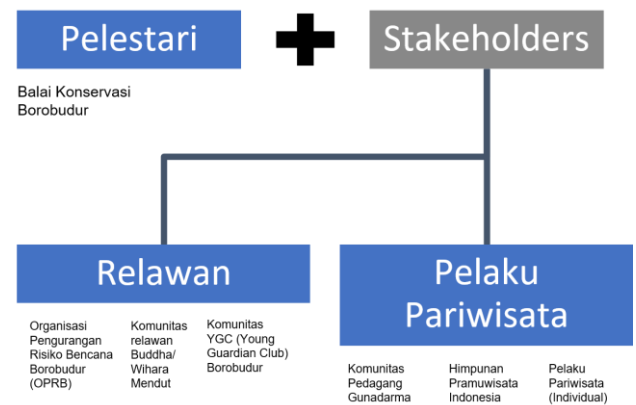 Pelestari
Stakeholders
Balai Konservasi
Borobudur
Relawan
Organisasi
Pengurangan
Risiko Bencana
Borobudur
(OPRB)
Komunitas
relawan
Buddha/
Wihara
Mendut
Komunitas
YGC (Young
Guardian Club)
Borobudur
Pelaku
Pariwisata
Komunitas
Pedagang
Gunadarma
Himpunan
Pramuwisata
Indonesia
Pelaku
Pariwisata
(Individual)